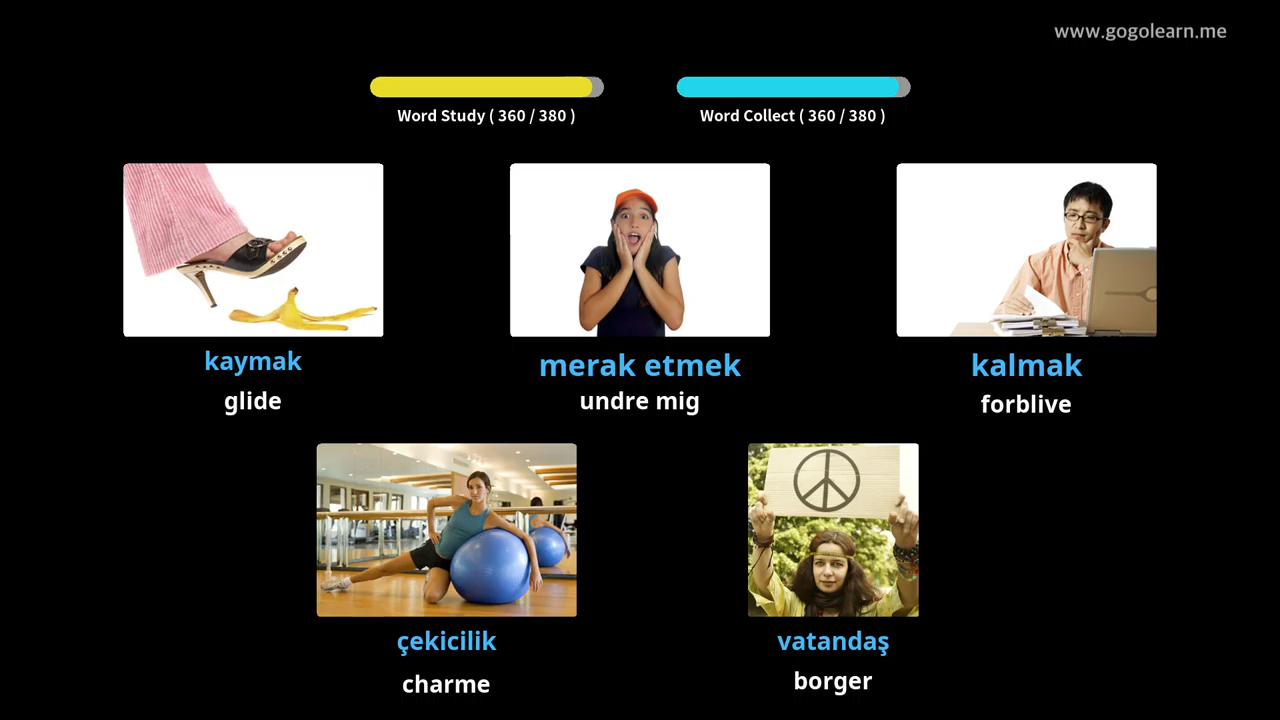 www.gogolearn.me
Word Study ( 360 / 380 )
Word Collect ( 360 / 380 )
kaymak
glide
merak etmek
undre mig
kalmak
forblive
çekicilik
charme
vatandaş
borger